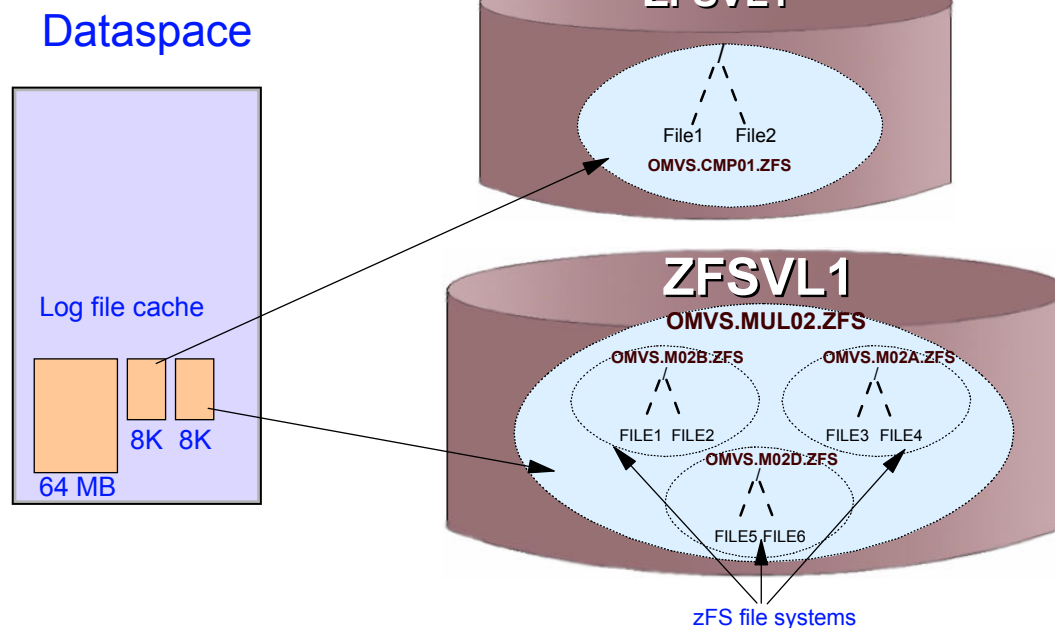 Dataspace
Log file cache
8K 8K
64 MB
ZFSVL1
File1 File2
OMVS.CMP01.ZFS
ZFSVL1
OMVS.MUL02.ZFS
OMVS.M02B.ZFS OMVS.M02A.ZFS
FILE1 FILE2 FILE3 FILE4
OMVS.M02D.ZFS
FILE5 FILE6
zFS file systems